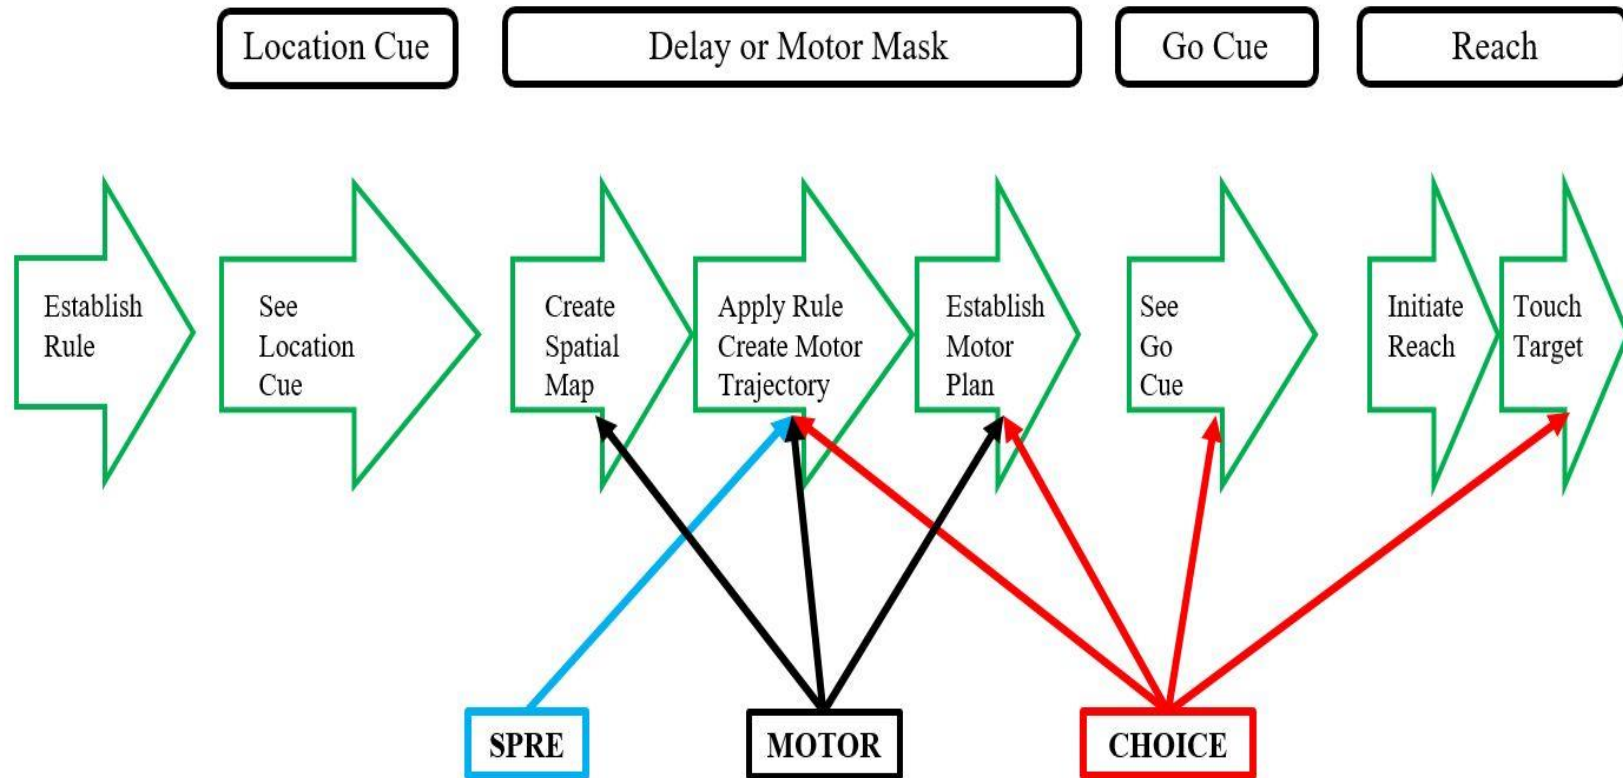 Location Cue
Delay or Motor Mask
Go Cue
Reach
Establish
Rule
See
Location
Cue
Create
Spatial
Map
Apply Rule
Create Motor
Trajectory
Establish
Motor
Plan
See
Go
Cue
Initiate
Reach
Touch
Target
SPRE
MOTOR
CHOICE